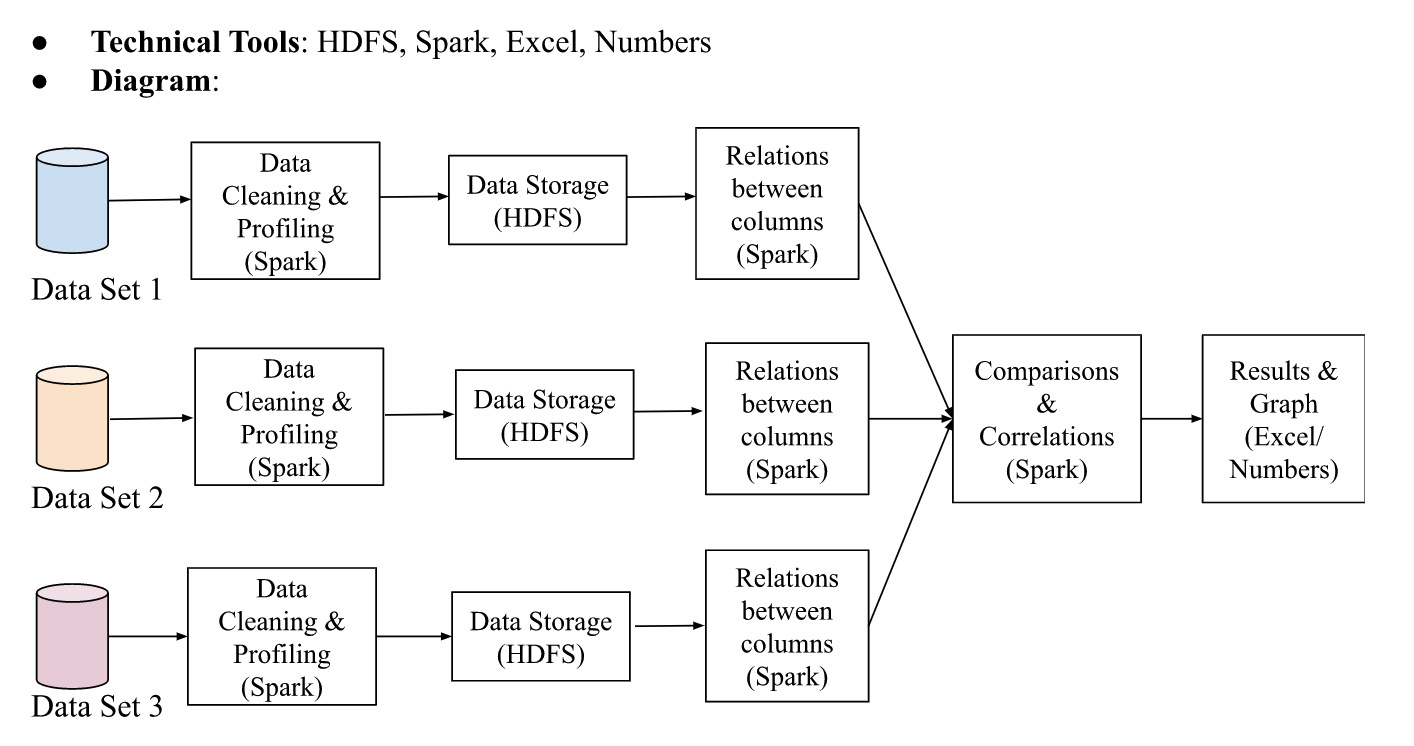 ● Technical Tools: HDFS, Spark, Excel, Numbers
● Diagram:
Data Set 1
Data
Cleaning &
Profiling
(Spark)
Data Storage
(HDFS)
Relations
between
columns
(Spark)
Data Set 2
Data
Cleaning &
Profiling
(Spark)
Data Storage
(HDFS)
Relations
between
columns
(Spark)
Data Set 3
Data
Cleaning &
Profiling
(Spark)
Data Storage
(HDFS)
Relations
between
columns
(Spark)
Comparisons
&
Correlations
(Spark)
Results &
Graph
(Excel/
Numbers)